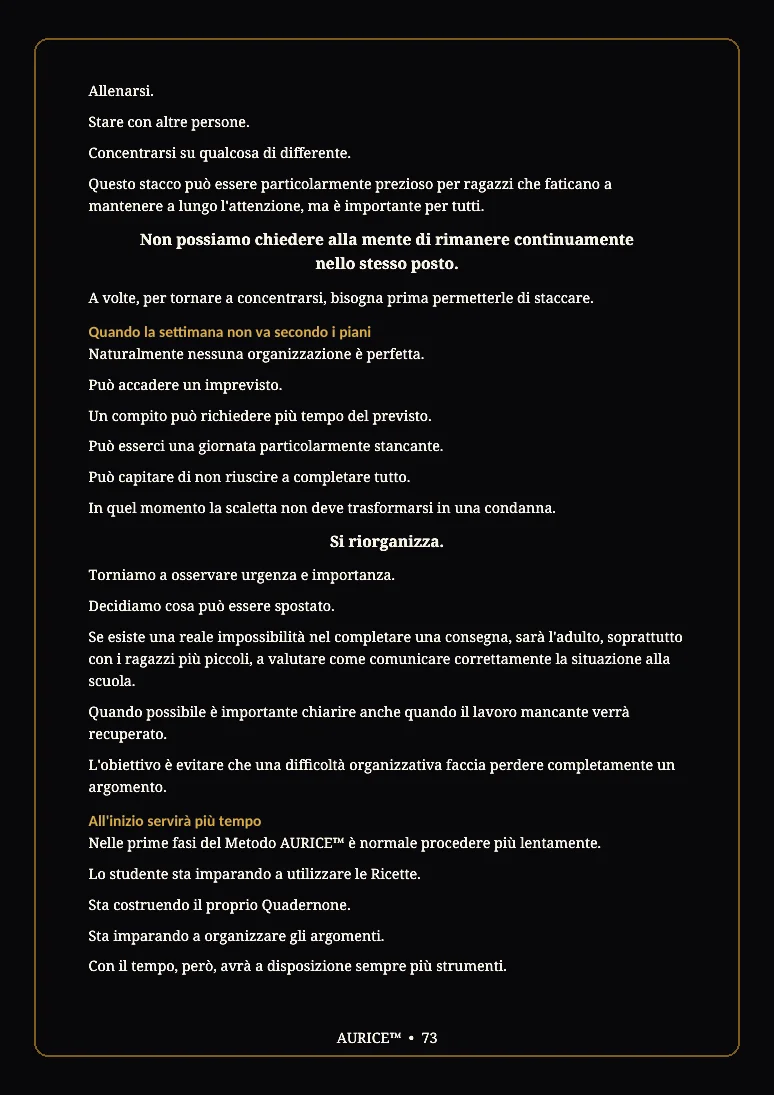 Allenarsi.
Stare con altre persone.
Concentrarsi su qualcosa di differente.
Questo stacco può essere particolarmente prezioso per ragazzi che faticano a
mantenere a lungo l'attenzione, ma è importante per tutti.
Non possiamo chiedere alla mente di rimanere continuamente
nello stesso posto.
A volte, per tornare a concentrarsi, bisogna prima permetterle di staccare.
Quando la settimana non va secondo i piani
Naturalmente nessuna organizzazione è perfetta.
Può accadere un imprevisto.
Un compito può richiedere più tempo del previsto.
Può esserci una giornata particolarmente stancante.
Può capitare di non riuscire a completare tutto.
In quel momento la scaletta non deve trasformarsi in una condanna.
Si riorganizza.
Torniamo a osservare urgenza e importanza.
Decidiamo cosa può essere spostato.
Se esiste una reale impossibilità nel completare una consegna, sarà l'adulto, soprattutto
con i ragazzi più piccoli, a valutare come comunicare correttamente la situazione alla
scuola.
Quando possibile è importante chiarire anche quando il lavoro mancante verrà
recuperato.
L'obiettivo è evitare che una difficoltà organizzativa faccia perdere completamente un
argomento.
All'inizio servirà più tempo
Nelle prime fasi del Metodo AURICE™ è normale procedere più lentamente.
Lo studente sta imparando a utilizzare le Ricette.
Sta costruendo il proprio Quadernone.
Sta imparando a organizzare gli argomenti.
Con il tempo, però, avrà a disposizione sempre più strumenti.
AURICE™ • 73